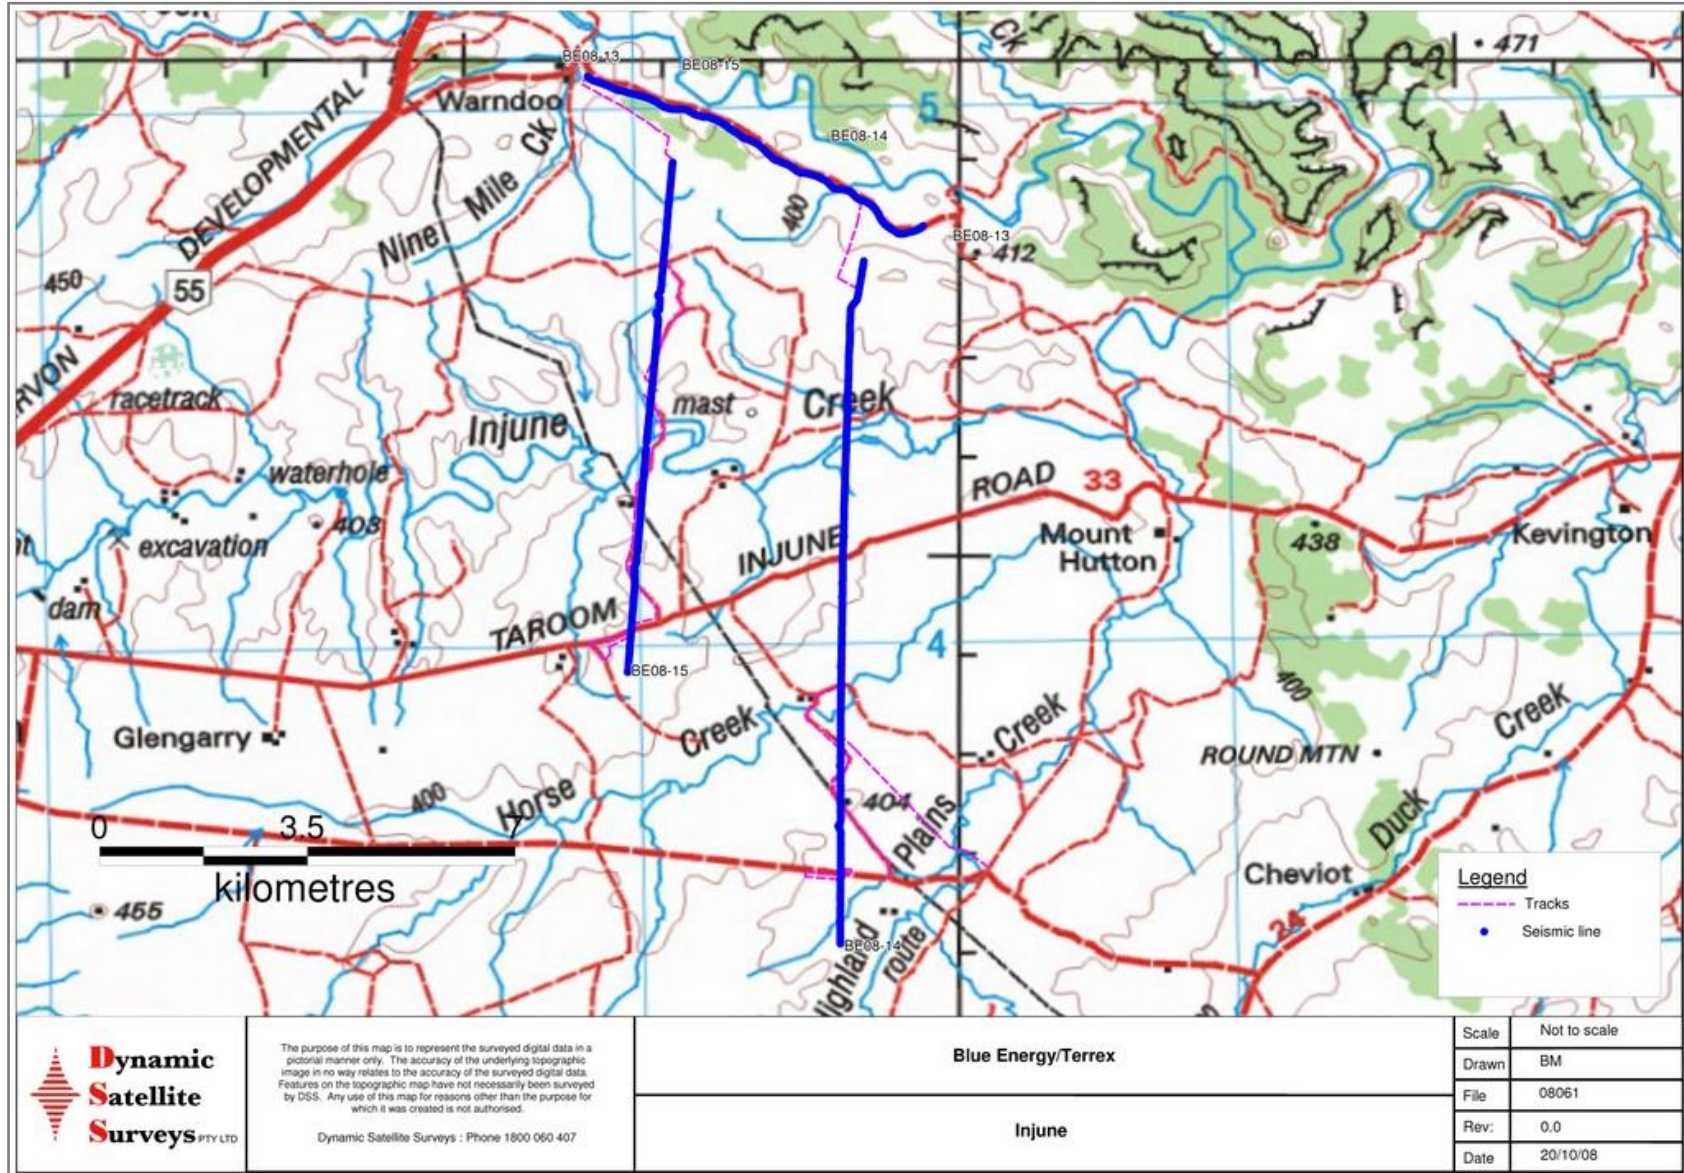 BE08-13
BE08-15
Ck
471
Warndoo
5
DEVELOPMENTAL
Ck
BE08-14
Nine Mile
400
BE08-13
412
450
55
racetrack
mast
Creek
Injune
waterhole
ROAD
33
403
excavation
INJUNE
Mount
Hutton
438
Kevington
dam
TAROOM
4
BE08-15
400
Glengarry
Creek
Creek
Creek
ROUND MTN
400
Horse
404
Plains
Duck
0 3.5 7
kilometres
Cheviot
455
24
Highland
route
BE08-14
Legend
Tracks
Seismic line
Dynamic
Satellite
Surveys PTY LTD
The purpose of this map is to represent the surveyed digital data in a
pictorial manner only. The accuracy of the underlying topographic
image in no way relates to the accuracy of the surveyed digital data.
Features on the topographic map have not necessarily been surveyed
by DSS. Any use of this map for reasons other than the purpose for
which it was created is not authorised.
Dynamic Satellite Surveys : Phone 1800 060 407
Blue Energy/Terrex
Injune
Scale Not to scale
Drawn BM
File 08061
Rev: 0.0
Date 20/10/08